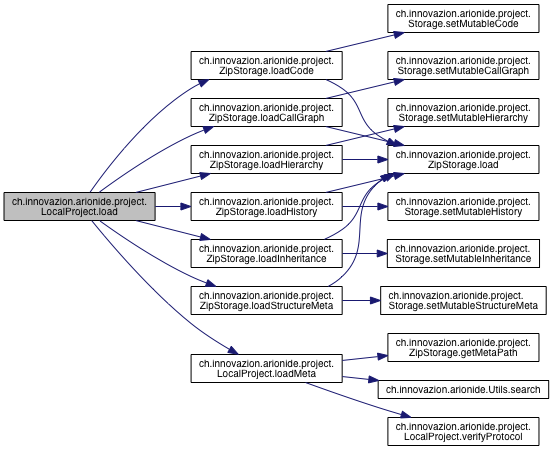 ch.innovazion.arionide.project.
LocalProject.load
ch.innovazion.arionide.project.
ZipStorage.loadCode
ch.innovazion.arionide.project.
ZipStorage.loadCallGraph
ch.innovazion.arionide.project.
ZipStorage.loadHierarchy
ch.innovazion.arionide.project.
ZipStorage.loadHistory
ch.innovazion.arionide.project.
ZipStorage.loadInheritance
ch.innovazion.arionide.project.
ZipStorage.loadStructureMeta
ch.innovazion.arionide.project.
LocalProject.loadMeta
ch.innovazion.arionide.project.
Storage.setMutableCode
ch.innovazion.arionide.project.
Storage.setMutableCallGraph
ch.innovazion.arionide.project.
Storage.setMutableHierarchy
ch.innovazion.arionide.project.
ZipStorage.load
ch.innovazion.arionide.project.
Storage.setMutableHistory
ch.innovazion.arionide.project.
Storage.setMutableInheritance
ch.innovazion.arionide.project.
Storage.setMutableStructureMeta
ch.innovazion.arionide.project.
ZipStorage.getMetaPath
ch.innovazion.arionide.Utils.search
ch.innovazion.arionide.project.
LocalProject.verifyProtocol